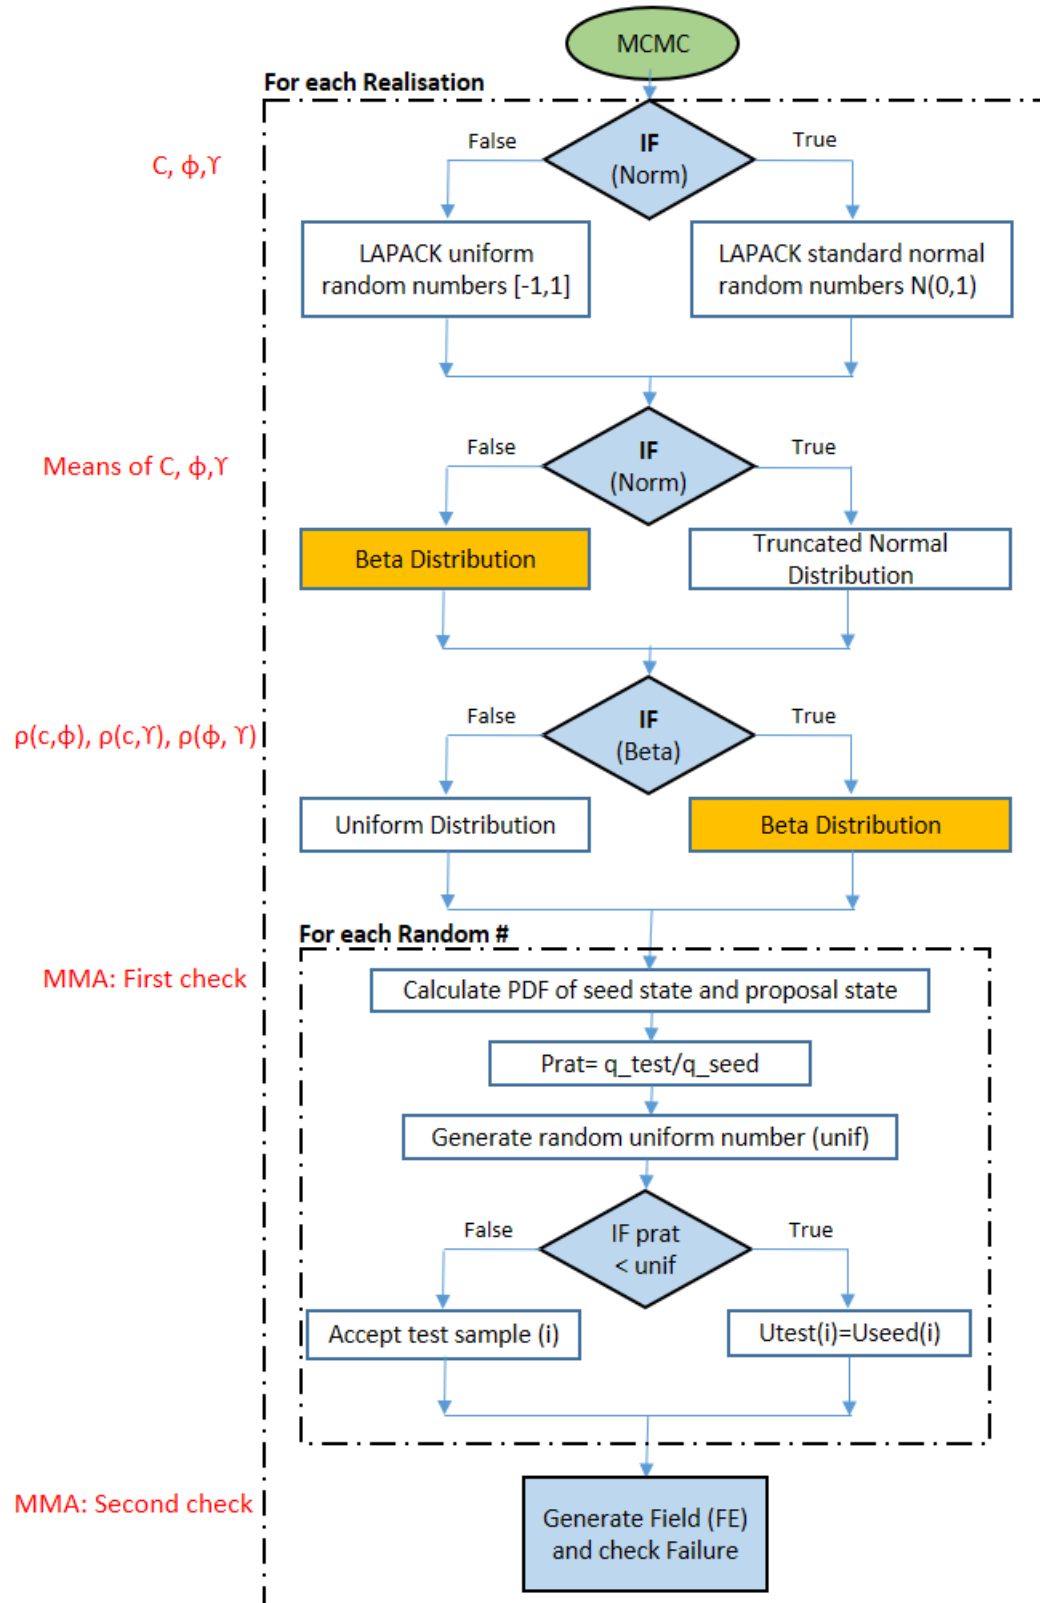 MCMC
For each Realisation
C, ϕ,ϒ
False
IF
(Norm)
True
LAPACK uniform
random numbers [-1,1]
LAPACK standard normal
random numbers N(0,1)
Means of C, ϕ,ϒ
False
IF
(Norm)
True
Beta Distribution
Truncated Normal
Distribution
ρ(c,ϕ), ρ(c,ϒ), ρ(ϕ, ϒ)
False
IF
(Beta)
True
Uniform Distribution
Beta Distribution
For each Random #
MMA: First check
Calculate PDF of seed state and proposal state
Prat= q_test/q_seed
Generate random uniform number (unif)
False
IF prat
< unif
True
Accept test sample (i)
Utest(i)=Useed(i)
MMA: Second check
Generate Field (FE)
and check Failure